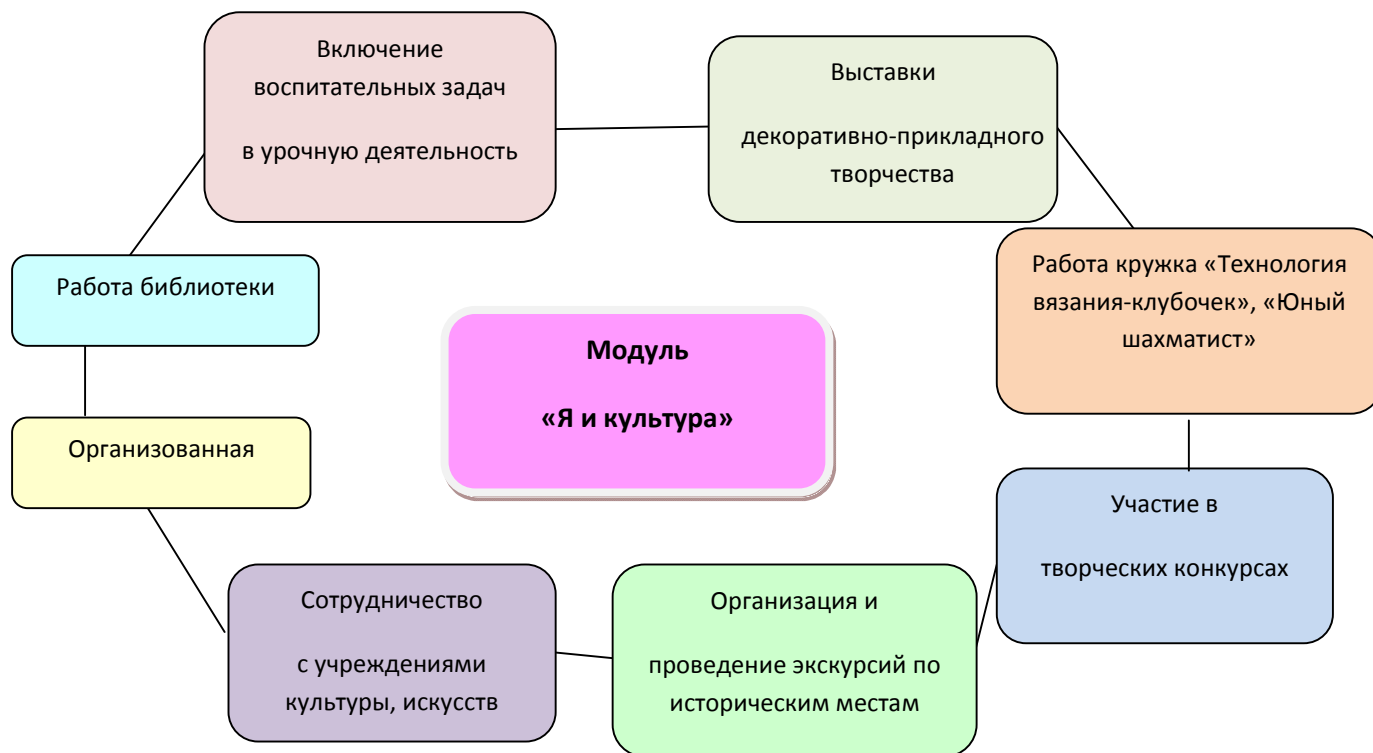 Включение
воспитательных задач
в урочную деятельность
Выставки
декоративно-прикладного
творчества
Работа библиотеки
Работа кружка «Технология
вязания-клубочек», «Юный
шахматист»
Модуль
«Я и культура»
Организованная
Участие в
творческих конкурсах
Сотрудничество
с учреждениями
культуры, искусств
Организация и
проведение экскурсий по
историческим местам